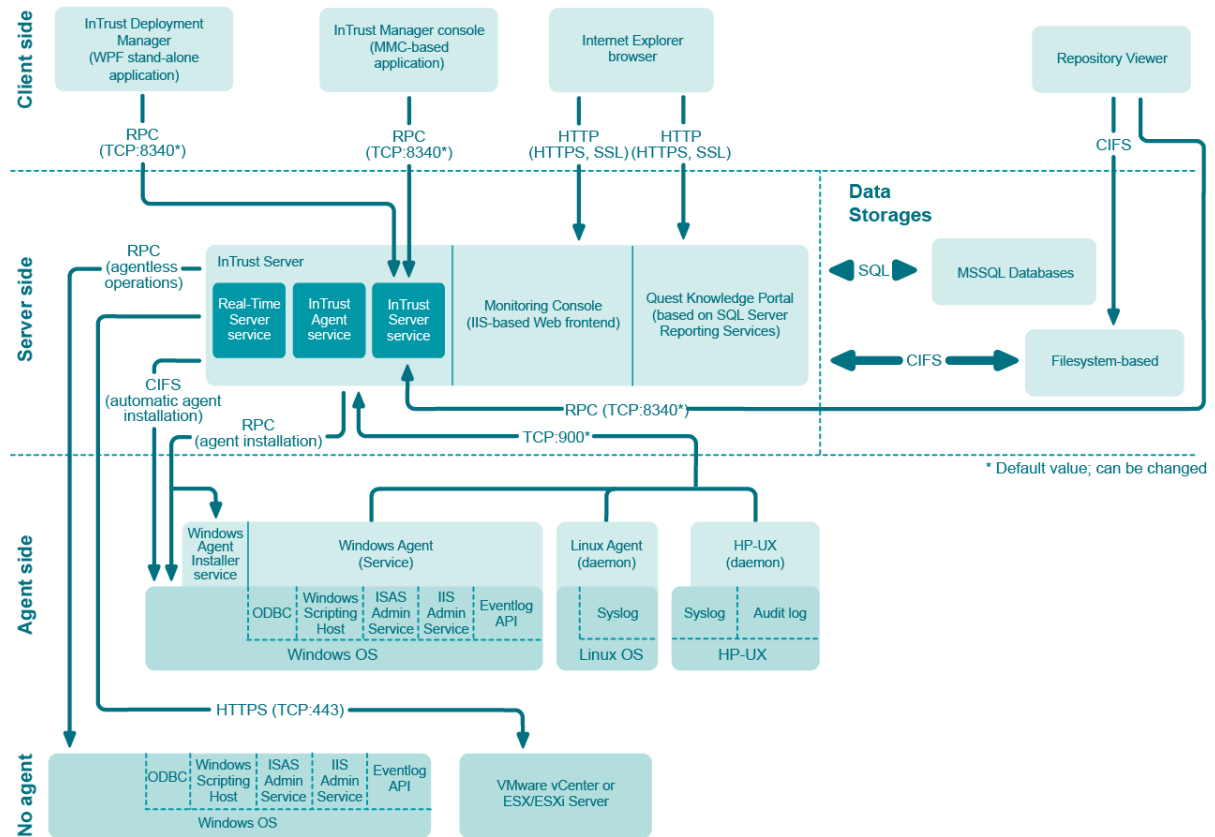 Client side
InTrust Deployment
Manager
(WPF stand-alone
application)
InTrust Manager console
(MMC-based
application)
Internet Explorer
browser
Repository Viewer
RPC
(TCP:8340*)
RPC
(TCP:8340*)
HTTP
(HTTPS, SSL)
HTTP
(HTTPS, SSL)
CIFS
Server side
Data
Storages
RPC
(agentless
operations)
InTrust Server
Real-Time
Server
service
InTrust
Agent
service
InTrust
Server
service
Monitoring Console
(IIS-based Web frontend)
Quest Knowledge Portal
(based on SQL Server
Reporting Services)
SQL
MSSQL Databases
CIFS
Filesystem-based
CIFS
(automatic agent
installation)
RPC
(agent installation)
RPC (TCP:8340*)
TCP:900*
* Default value; can be changed
Agent side
Windows
Agent
Installer
service
Windows Agent
(Service)
Linux Agent
(daemon)
HP-UX
(daemon)
ODBC
Windows
Scripting
Host
ISAS
Admin
Service
IIS
Admin
Service
Eventlog
API
Windows OS
Syslog
Linux OS
Syslog
Audit log
HP-UX
HTTPS (TCP:443)
No agent
ODBC
Windows
Scripting
Host
ISAS
Admin
Service
IIS
Admin
Service
Eventlog
API
Windows OS
VMware vCenter or
ESX/ESXi Server